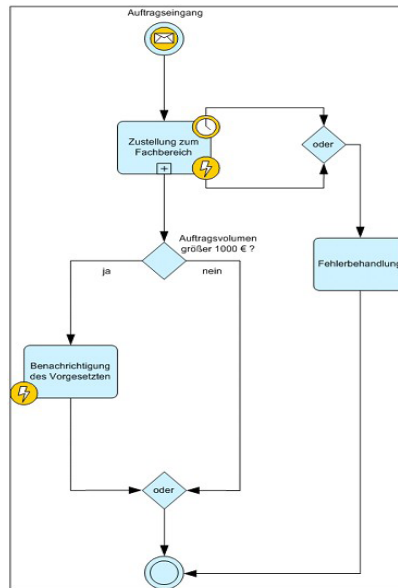 Auftragseingang
Zustellung zum
Fachbereich
oder
Auftragsvolumen
größer 1000 € ?
ja
nein
Fehlerbehandlung
Benachrichtigung
des Vorgesetzten
oder